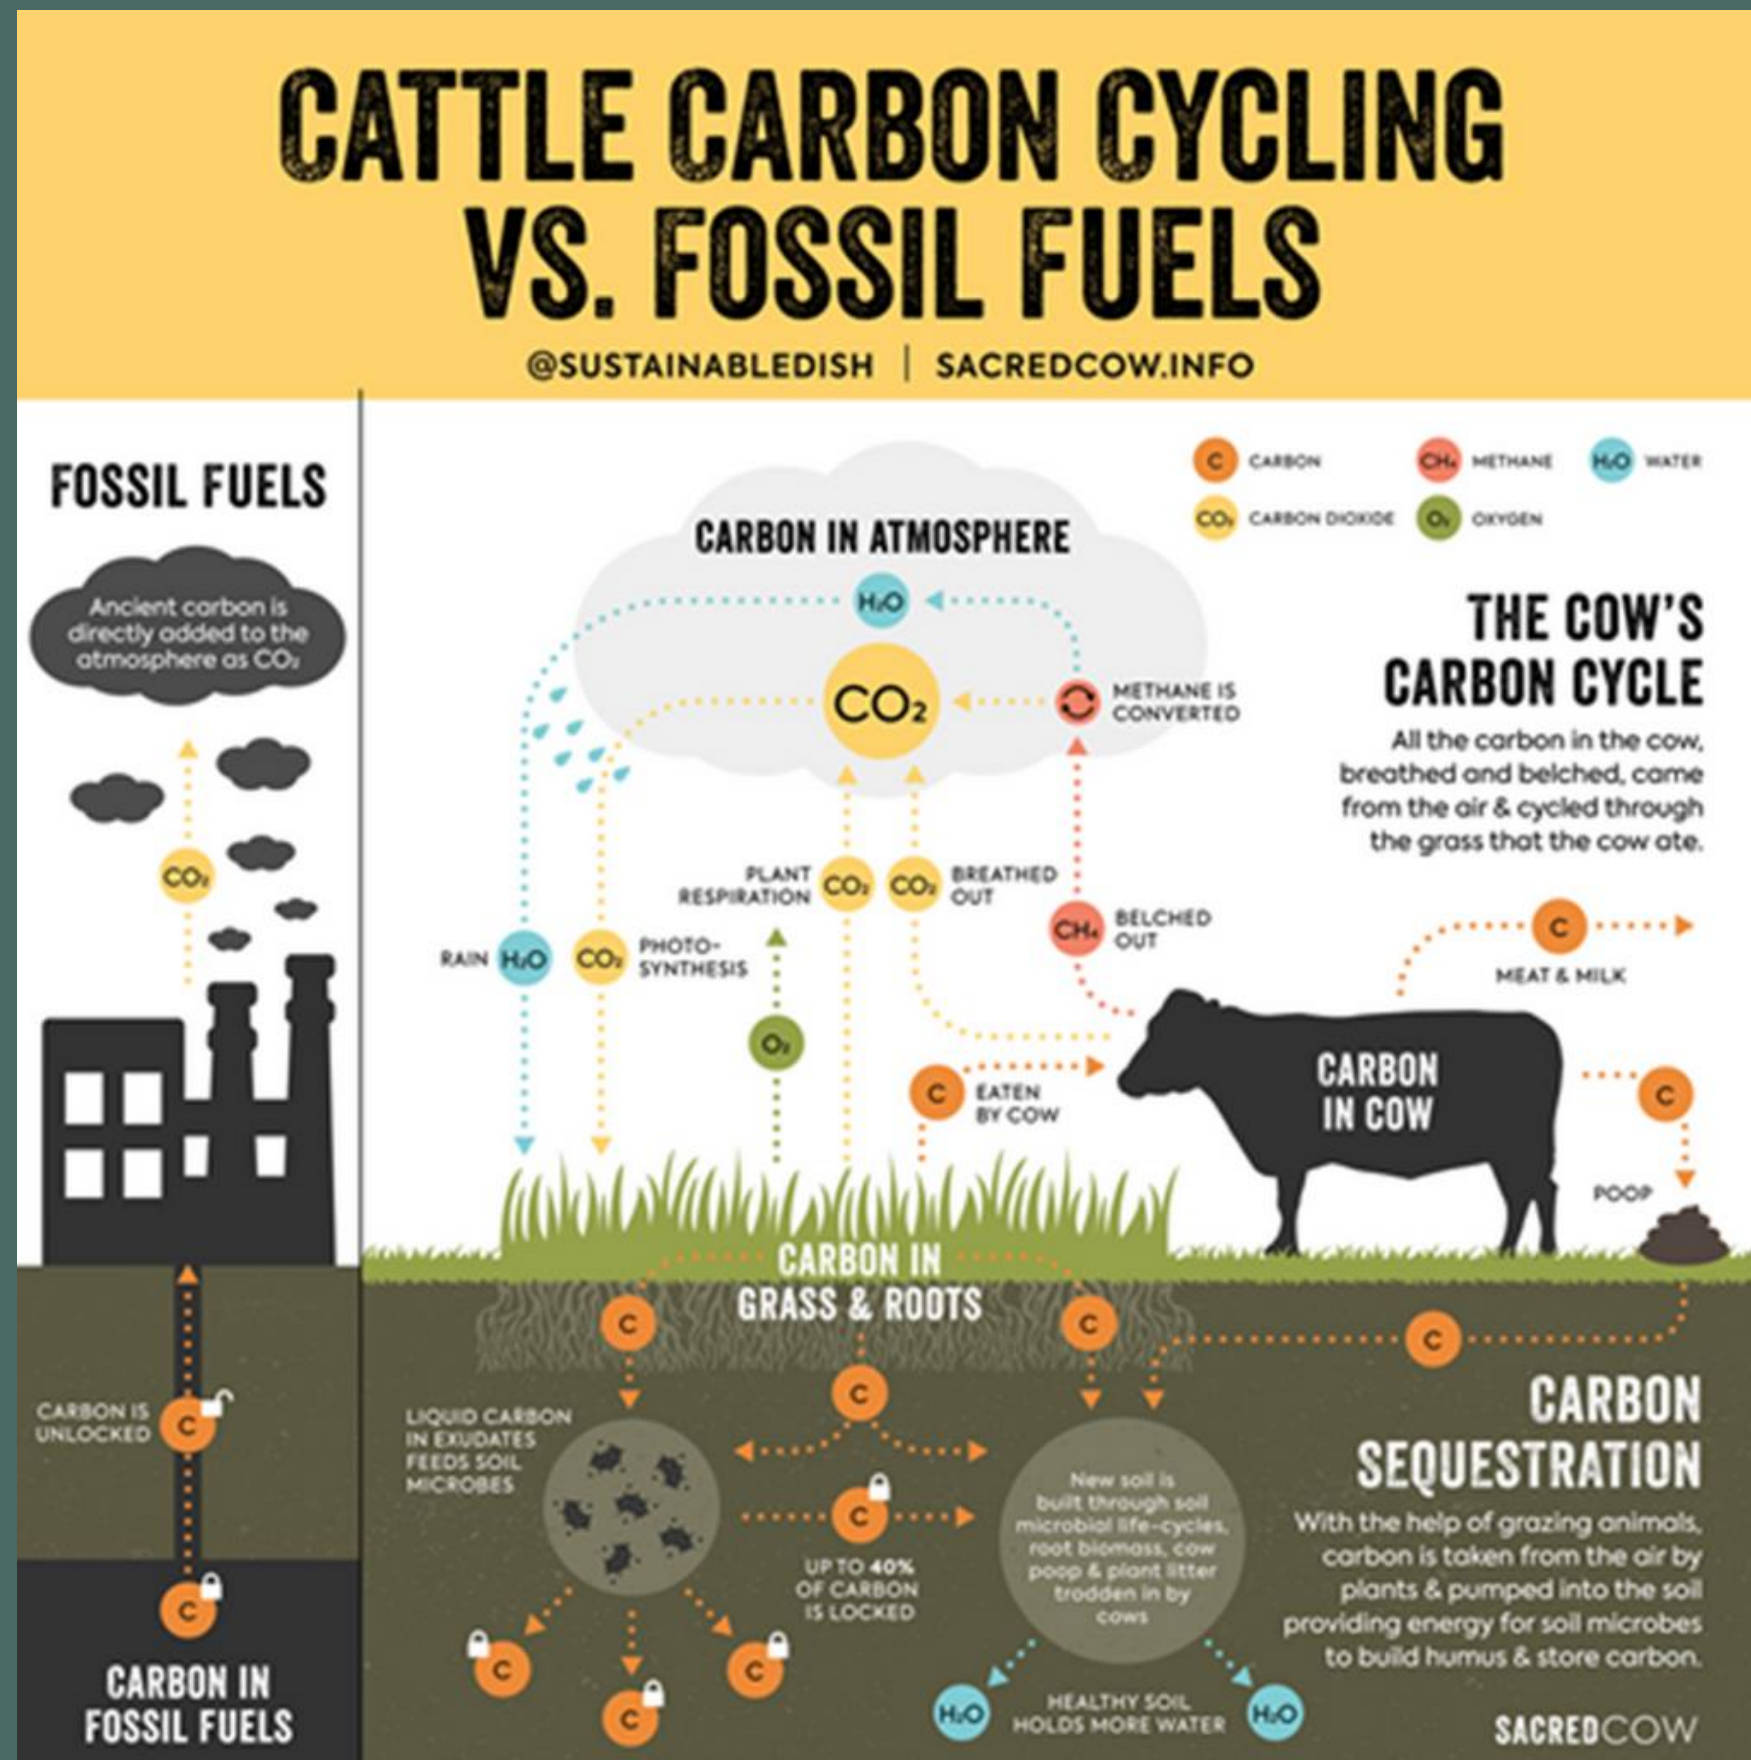 CATTLE CARBON CYCLING
VS. FOSSIL FUELS
@SUSTAINABLEDISH | SACREDCOW.INFO
FOSSIL FUELS
Ancient carbon is
directly added to the
atmosphere as CO₂
CO₂
CARBON IS
UNLOCKED
C
C
CARBON IN
FOSSIL FUELS
C CARBON
CH₄ METHANE
H₂O WATER
CO₂ CARBON DIOXIDE
O₂ OXYGEN
CARBON IN ATMOSPHERE
H₂O
CO₂
METHANE IS
CONVERTED
THE COW'S
CARBON CYCLE
All the carbon in the cow,
breathed and belched, came
from the air & cycled through
the grass that the cow ate.
RAIN H₂O
CO₂ PHOTO-
SYNTHESIS
O₂
PLANT
RESPIRATION
CO₂
CO₂
BREATHED
OUT
CH₄
BELCHED
OUT
C
EATEN
BY COW
C
MEAT & MILK
CARBON
IN COW
C
POOP
CARBON IN
GRASS & ROOTS
C
C
C
C
LIQUID CARBON
IN EXUDATES
FEEDS SOIL
MICROBES
C
UP TO 40%
OF CARBON
IS LOCKED
New soil is
built through soil
microbial life-cycles,
root biomass, cow
poop & plant litter
trodden in by
cows
C
C
C
H₂O
HEALTHY SOIL
HOLDS MORE WATER
H₂O
CARBON
SEQUESTRATION
With the help of grazing animals,
carbon is taken from the air by
plants & pumped into the soil
providing energy for soil microbes
to build humus & store carbon.
SACREDCOW